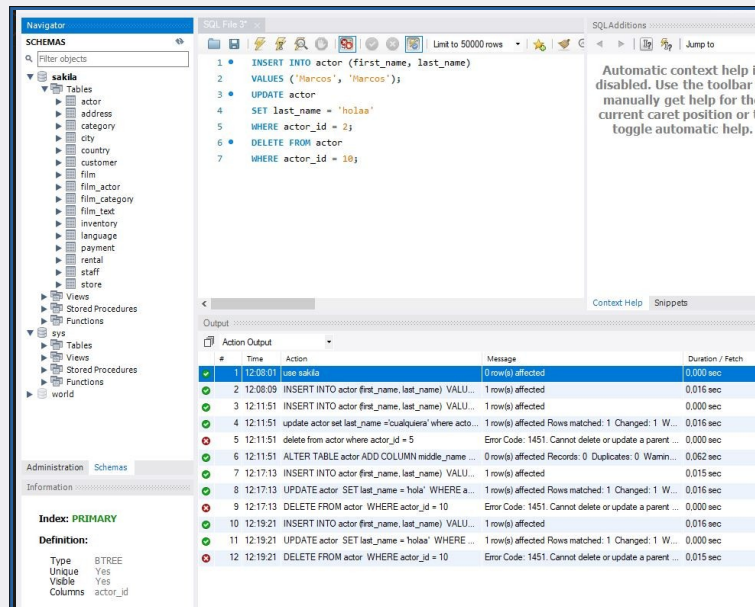 Navigator
SCHEMAS
Filter objects
sakila
Tables
actor
address
category
city
country
customer
film
film_actor
film_category
film_text
inventory
language
payment
rental
staff
store
Views
Stored Procedures
Functions
sys
Tables
Views
Stored Procedures
Functions
world
Administration Schemas
Information
Index: PRIMARY
Definition:
Type BTREE
Unique Yes
Visible Yes
Columns actor_id
SQL File 3*
Limit to 50000 rows
1 INSERT INTO actor (first_name, last_name)
2 VALUES ('Marcos', 'Marcos');
3 UPDATE actor
4 SET last_name = 'holaa'
5 WHERE actor_id = 2;
6 DELETE FROM actor
7 WHERE actor_id = 10;
SQLAdditions
Jump to
Automatic context help i
disabled. Use the toolbar
manually get help for the
current caret position or t
toggle automatic help.
Context Help Snippets
Output
Action Output
# Time Action Message Duration / Fetch
1 12:08:01 use sakila 0 row(s) affected 0,000 sec
2 12:08:09 INSERT INTO actor (first_name, last_name) VALU... 1 row(s) affected 0,016 sec
3 12:11:51 INSERT INTO actor (first_name, last_name) VALU... 1 row(s) affected 0,000 sec
4 12:11:51 update actor set last_name ='cualquiera' where acto... 1 row(s) affected Rows matched: 1 Changed: 1 W... 0,016 sec
5 12:11:51 delete from actor where actor_id = 5 Error Code: 1451. Cannot delete or update a parent ... 0,000 sec
6 12:11:51 ALTER TABLE actor ADD COLUMN middle_name ... 0 row(s) affected Records: 0 Duplicates: 0 Warnin... 0,062 sec
7 12:17:13 INSERT INTO actor (first_name, last_name) VALU... 1 row(s) affected 0,015 sec
8 12:17:13 UPDATE actor SET last_name = 'hola' WHERE a... 1 row(s) affected Rows matched: 1 Changed: 1 W... 0,016 sec
9 12:17:13 DELETE FROM actor WHERE actor_id = 10 Error Code: 1451. Cannot delete or update a parent ... 0,000 sec
10 12:19:21 INSERT INTO actor (first_name, last_name) VALU... 1 row(s) affected 0,016 sec
11 12:19:21 UPDATE actor SET last_name = 'holaa' WHERE ... 1 row(s) affected Rows matched: 1 Changed: 1 W... 0,000 sec
12 12:19:21 DELETE FROM actor WHERE actor_id = 10 Error Code: 1451. Cannot delete or update a parent ... 0,015 sec